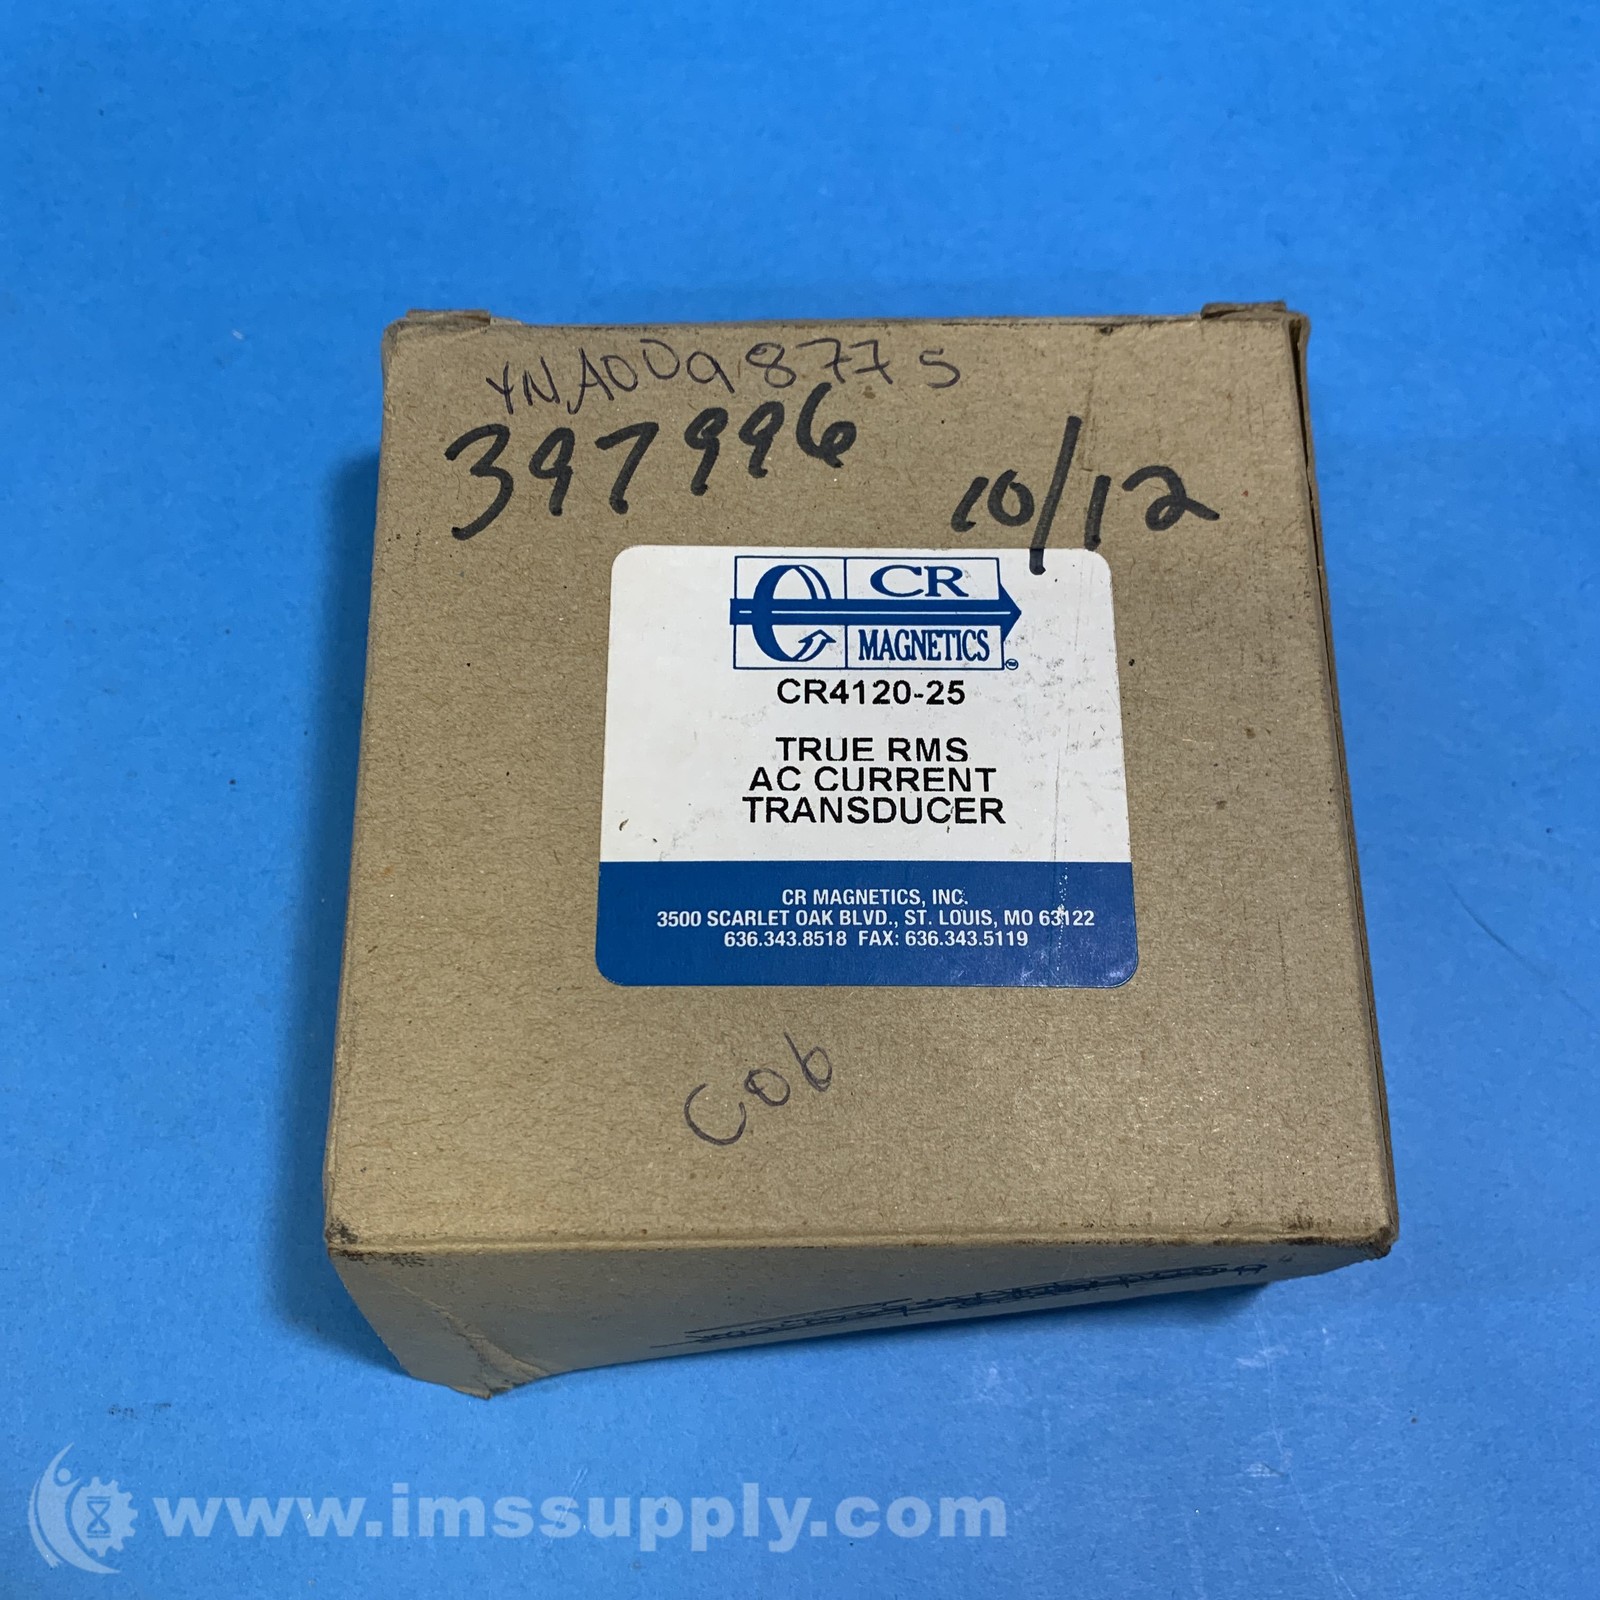 YNA009877S
397996
10/12
CR
MAGNETICS
CR4120-25
TRUE RMS
AC CURRENT
TRANSDUCER
CR MAGNETICS, INC.
3500 SCARLET OAK BLVD., ST. LOUIS, MO 63122
636.343.8518 FAX: 636.343.5119
Cob
www.imssupply.com